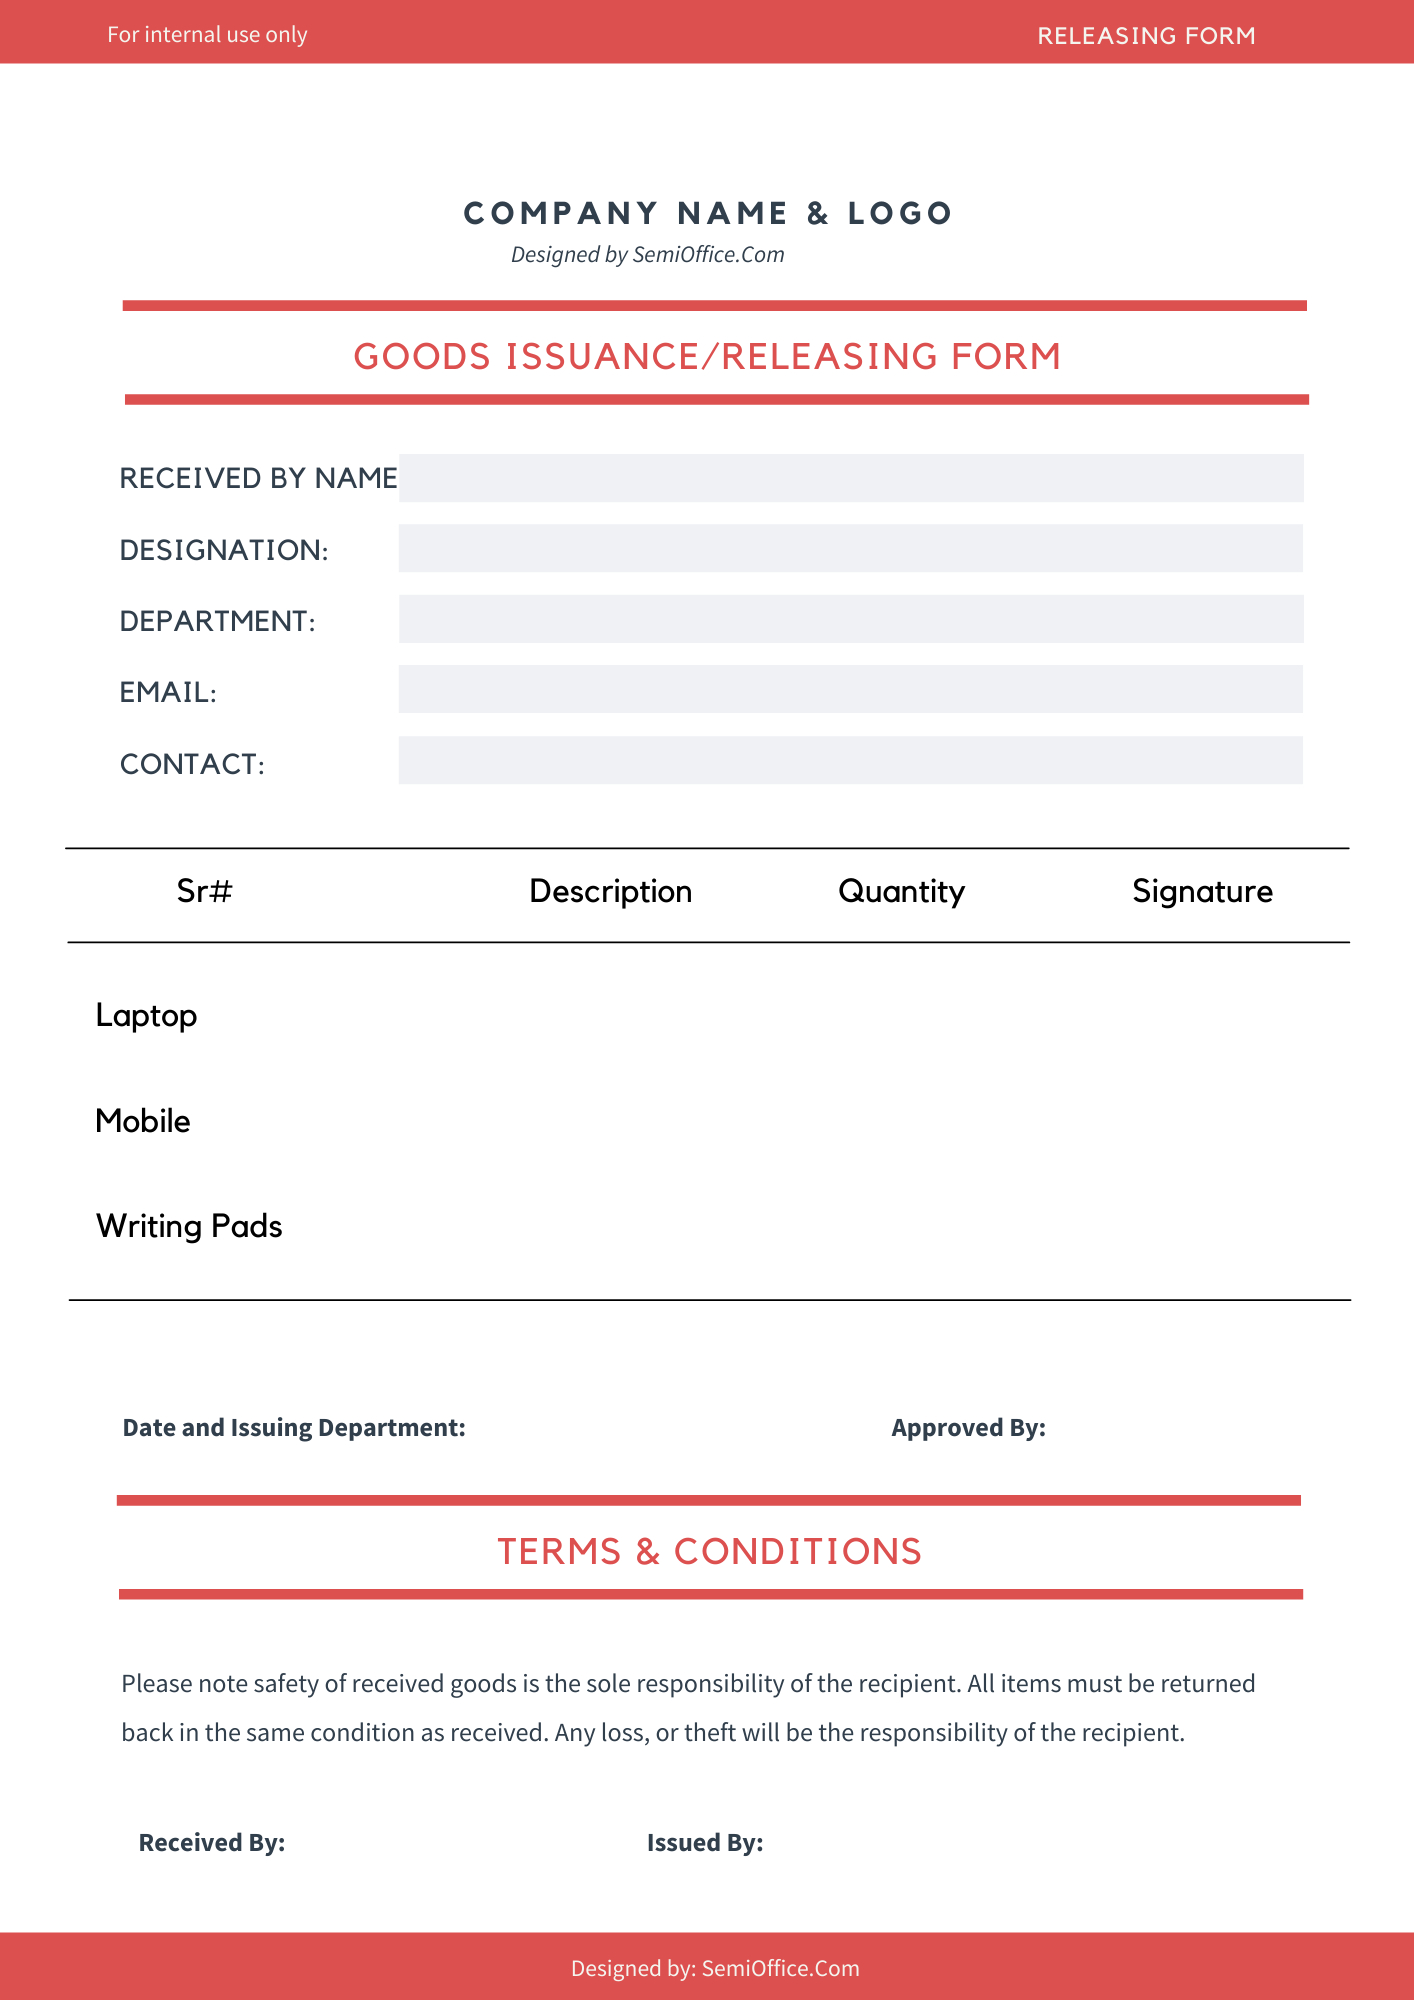 For internal use only
RELEASING FORM
COMPANY NAME & LOGO
Designed by SemiOffice.Com
GOODS ISSUANCE/RELEASING FORM
RECEIVED BY NAME
DESIGNATION:
DEPARTMENT:
EMAIL:
CONTACT:
Sr# Description Quantity Signature
Laptop
Mobile
Writing Pads
Date and Issuing Department: Approved By:
TERMS & CONDITIONS
Please note safety of received goods is the sole responsibility of the recipient. All items must be returned
back in the same condition as received. Any loss, or theft will be the responsibility of the recipient.
Received By: Issued By:
Designed by: SemiOffice.Com